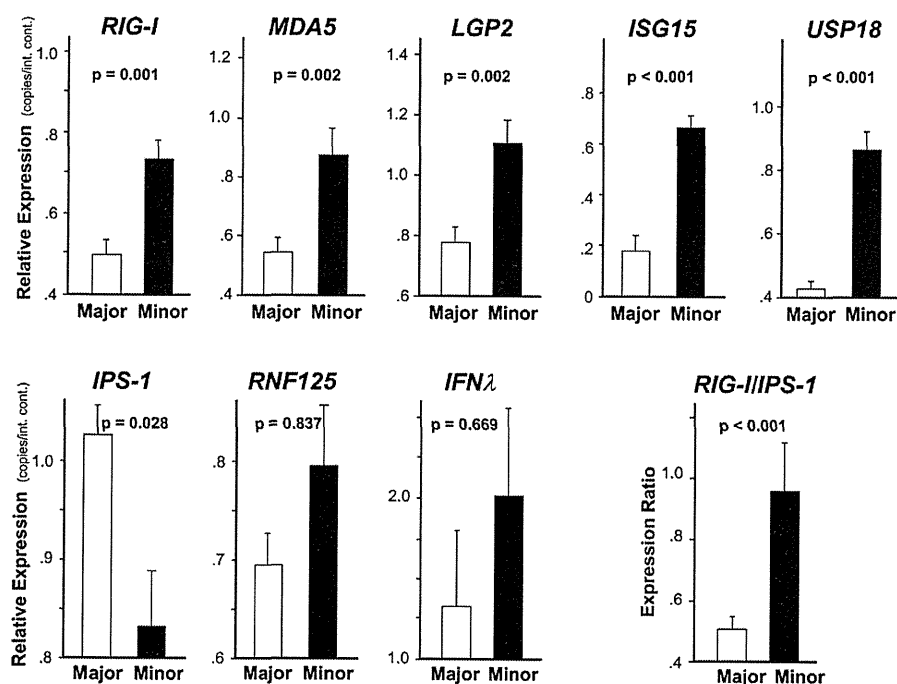 RIG-I MDA5 LGP2 ISG15 USP18
p = 0.001 p = 0.002 p = 0.002 p < 0.001 p < 0.001
Relative Expression (copies/int. cont.)
1.0 .8 .6 .4
1.0 .8 .6 .4
1.4 1.2 1.0 .8 .6
.8 .6 .4 .2 0
1.0 .8 .6 .4
Major Minor Major Minor Major Minor Major Minor Major Minor
IPS-1 RNF125 IFNλ RIG-I/IPS-1
p = 0.028 p = 0.837 p = 0.669 p < 0.001
Relative Expression (copies/int. cont.)
1.0 .9 .8
.8 .7 .6
2.0 1.0
Expression Ratio
1.0 .8 .6 .4
Major Minor Major Minor Major Minor Major Minor